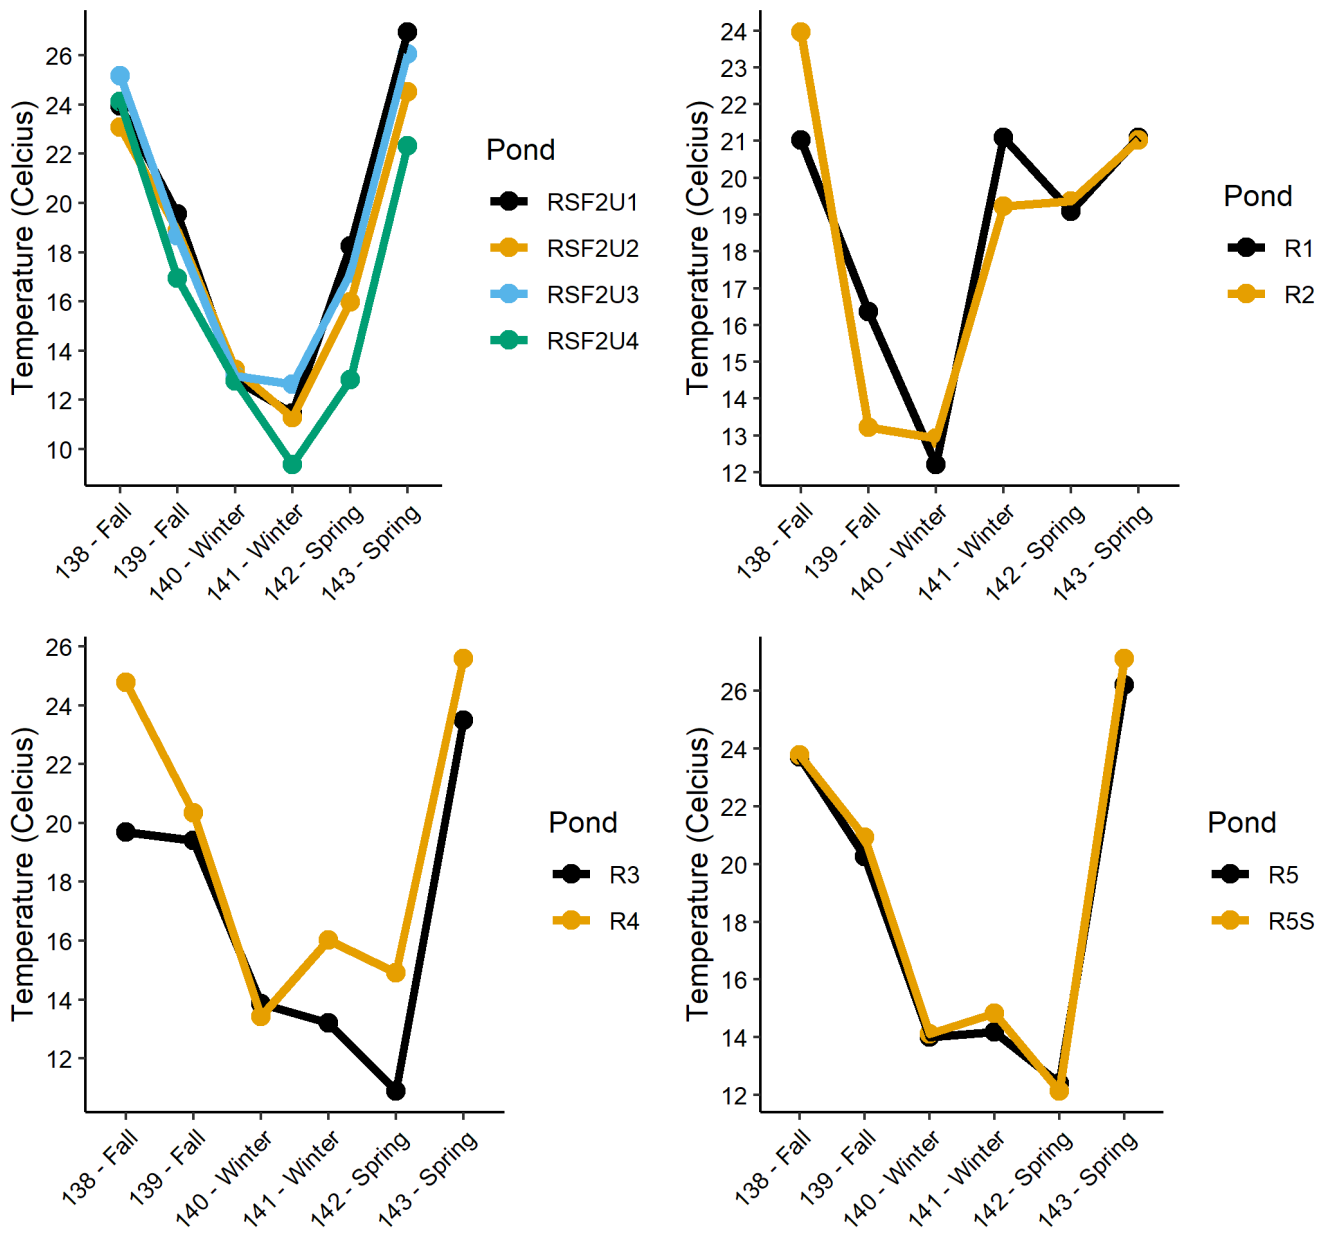 Temperature (Celcius)
26
24
22
20
18
16
14
12
10
138 - Fall
139 - Fall
140 - Winter
141 - Winter
142 - Spring
143 - Spring
Pond
RSF2U1
RSF2U2
RSF2U3
RSF2U4
Temperature (Celcius)
24
23
22
21
20
19
18
17
16
15
14
13
12
138 - Fall
139 - Fall
140 - Winter
141 - Winter
142 - Spring
143 - Spring
Pond
R1
R2
Temperature (Celcius)
26
24
22
20
18
16
14
12
138 - Fall
139 - Fall
140 - Winter
141 - Winter
142 - Spring
143 - Spring
Pond
R3
R4
Temperature (Celcius)
26
24
22
20
18
16
14
12
138 - Fall
139 - Fall
140 - Winter
141 - Winter
142 - Spring
143 - Spring
Pond
R5
R5S